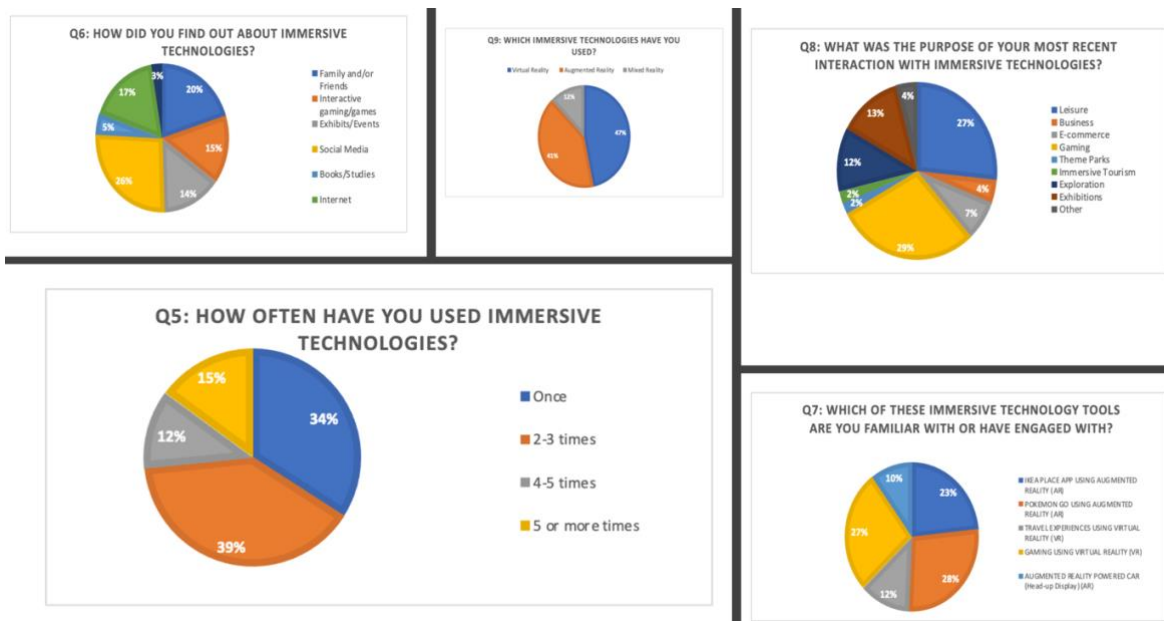 Q6: HOW DID YOU FIND OUT ABOUT IMMERSIVE
TECHNOLOGIES?
3%
20%
17%
5%
15%
26%
14%
Family and/or
Friends
Interactive
gaming/games
Exhibits/Events
Social Media
Books/Studies
Internet
Q9: WHICH IMMERSIVE TECHNOLOGIES HAVE YOU
USED?
Virtual Reality Augmented Reality Mixed Reality
12%
47%
41%
Q8: WHAT WAS THE PURPOSE OF YOUR MOST RECENT
INTERACTION WITH IMMERSIVE TECHNOLOGIES?
4%
13%
27%
12%
2%
2%
4%
7%
29%
Leisure
Business
E-commerce
Gaming
Theme Parks
Immersive Tourism
Exploration
Exhibitions
Other
Q5: HOW OFTEN HAVE YOU USED IMMERSIVE
TECHNOLOGIES?
15%
34%
12%
39%
Once
2-3 times
4-5 times
5 or more times
Q7: WHICH OF THESE IMMERSIVE TECHNOLOGY TOOLS
ARE YOU FAMILIAR WITH OR HAVE ENGAGED WITH?
10%
23%
27%
12%
28%
IKEA PLACE APP USING AUGMENTED
REALITY (AR)
POKEMON GO USING AUGMENTED
REALITY (AR)
TRAVEL EXPERIENCES USING VIRTUAL
REALITY (VR)
GAMING USING VIRTUAL REALITY (VR)
AUGMENTED REALITY POWERED CAR
(Head-up Display) (AR)